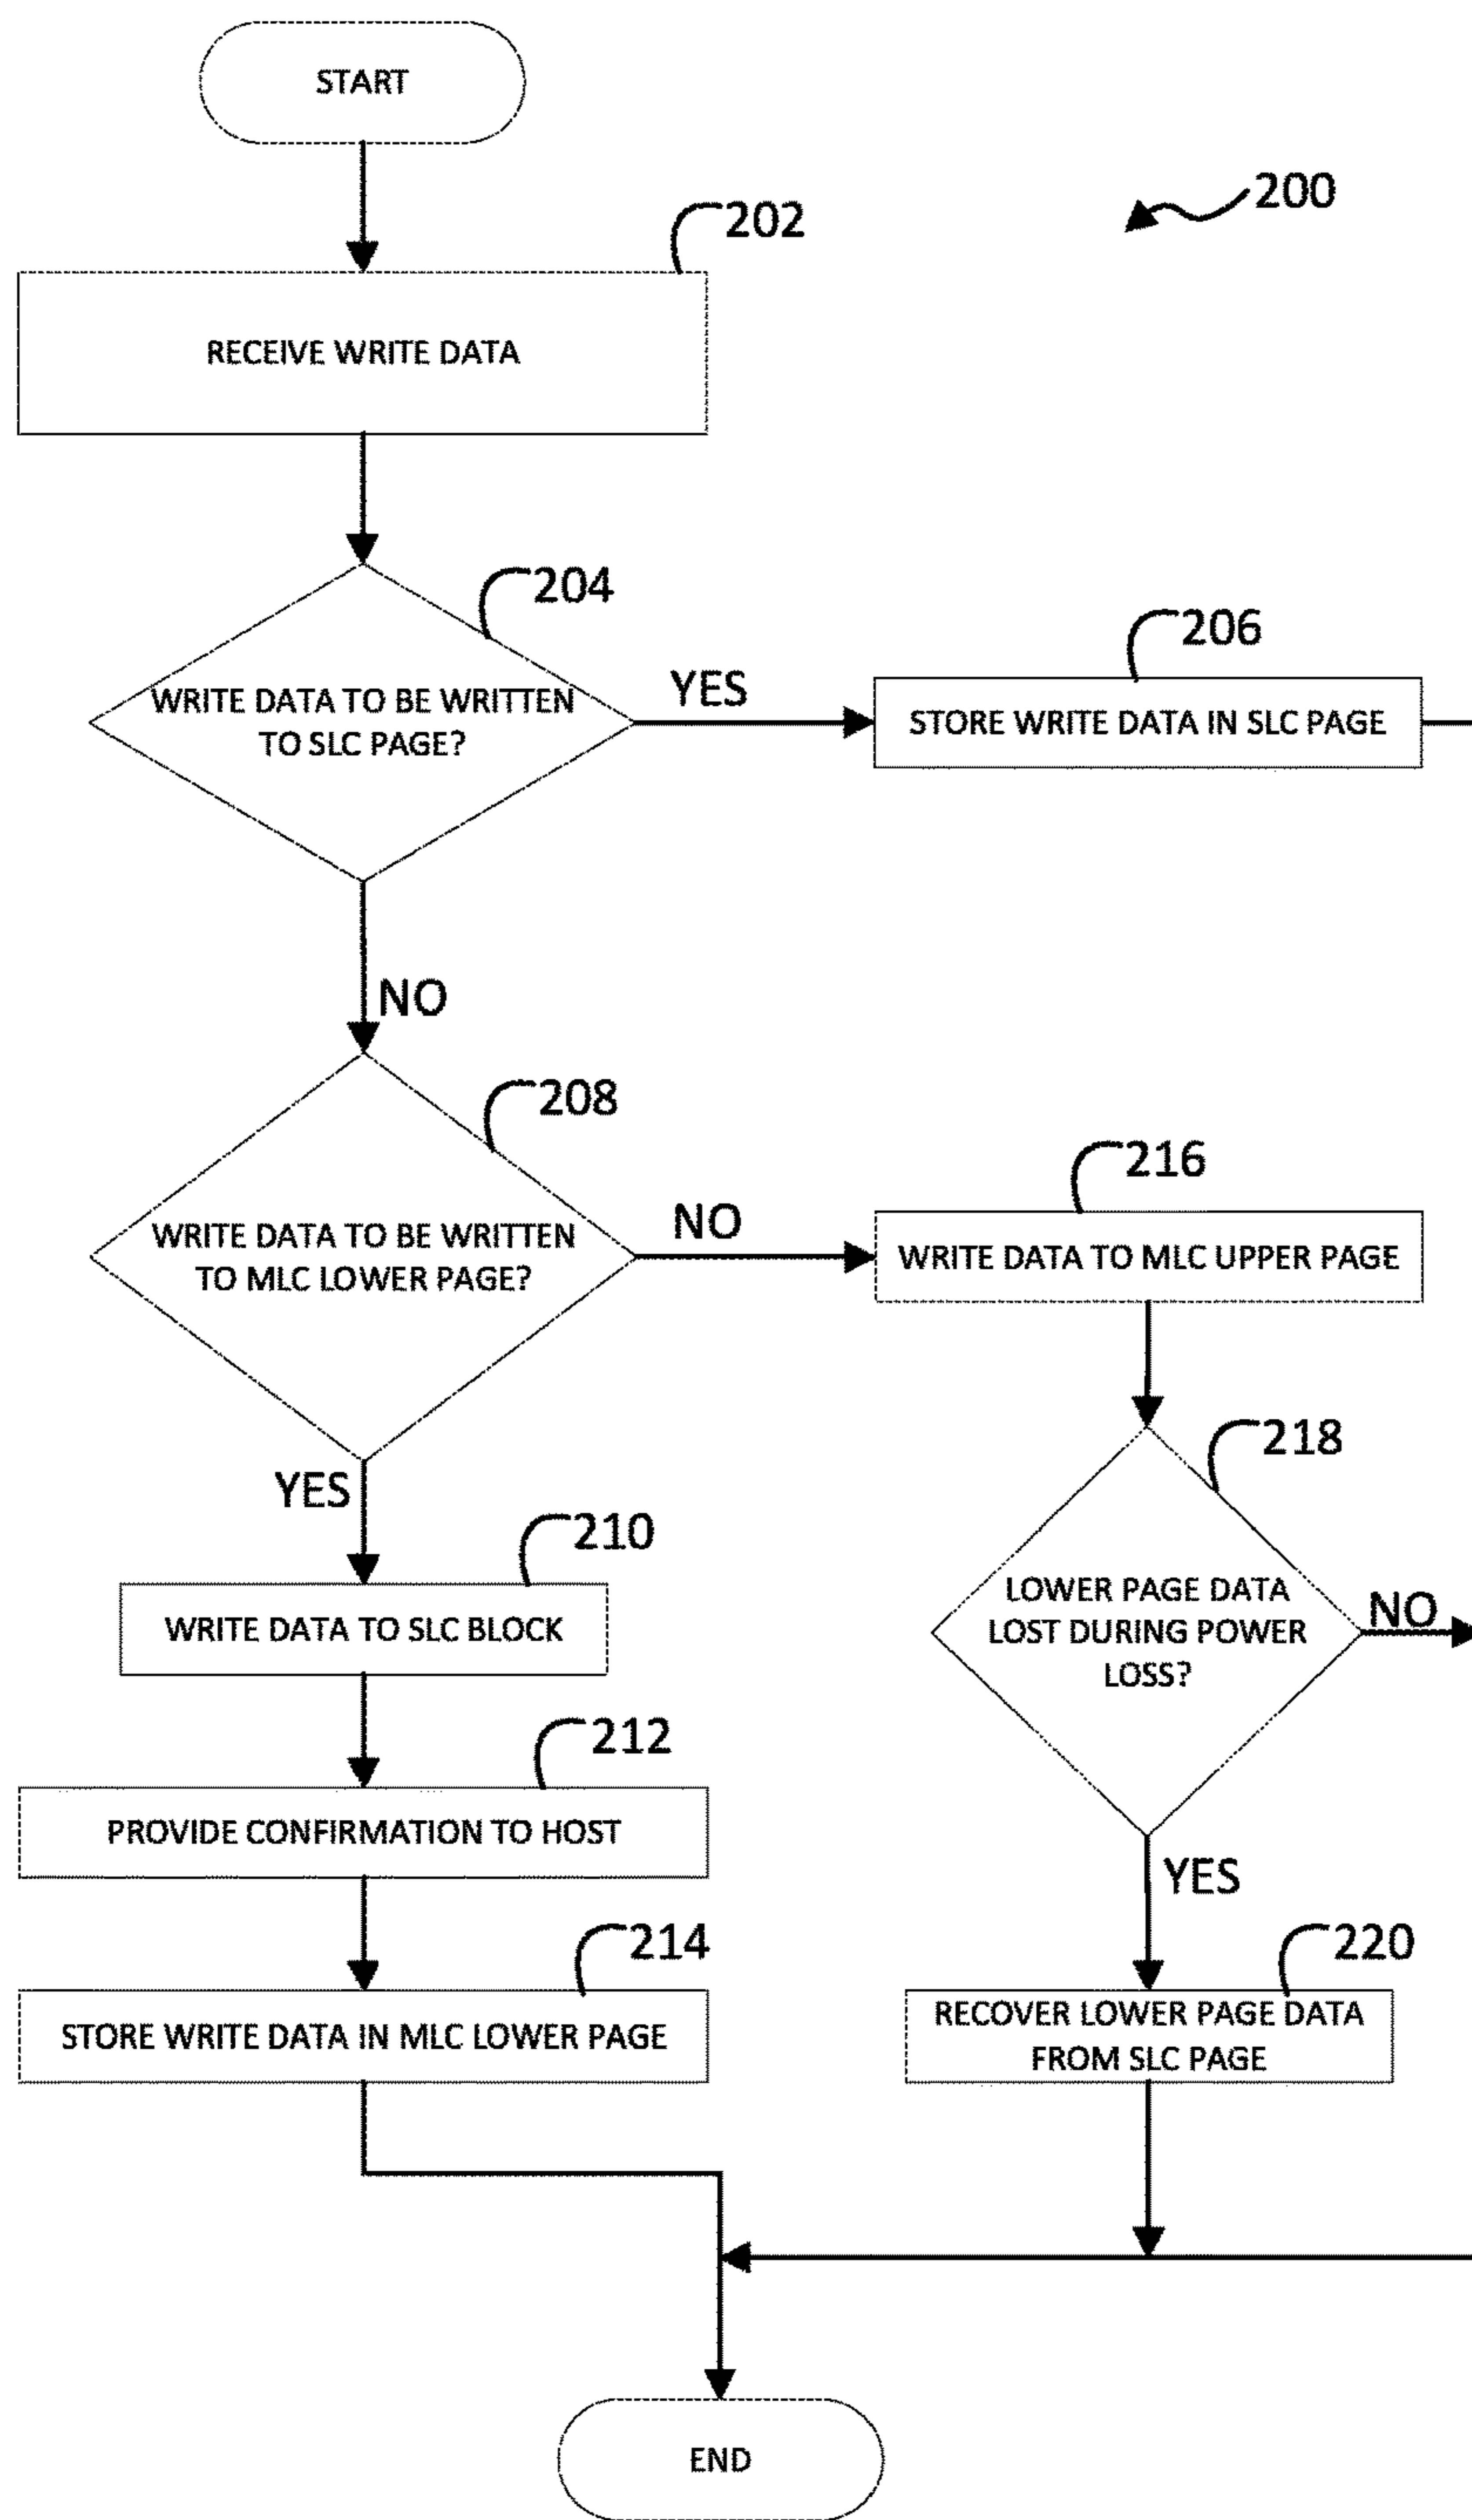 START
200
202
RECEIVE WRITE DATA
204
WRITE DATA TO BE WRITTEN
TO SLC PAGE?
YES
206
STORE WRITE DATA IN SLC PAGE
NO
208
WRITE DATA TO BE WRITTEN
TO MLC LOWER PAGE?
NO
216
WRITE DATA TO MLC UPPER PAGE
218
LOWER PAGE DATA
LOST DURING POWER
LOSS?
NO
YES
210
WRITE DATA TO SLC BLOCK
212
PROVIDE CONFIRMATION TO HOST
YES
214
STORE WRITE DATA IN MLC LOWER PAGE
220
RECOVER LOWER PAGE DATA
FROM SLC PAGE
END